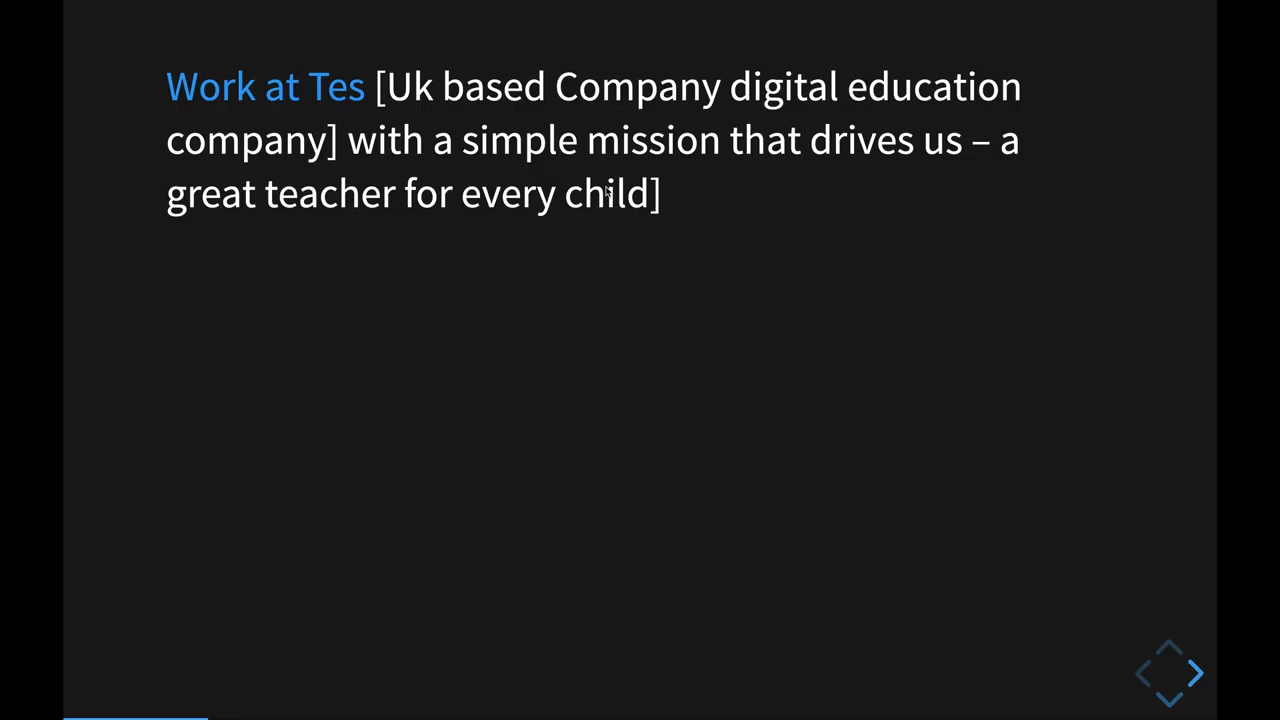 Work at Tes [Uk based Company digital education
company] with a simple mission that drives us – a
great teacher for every child]